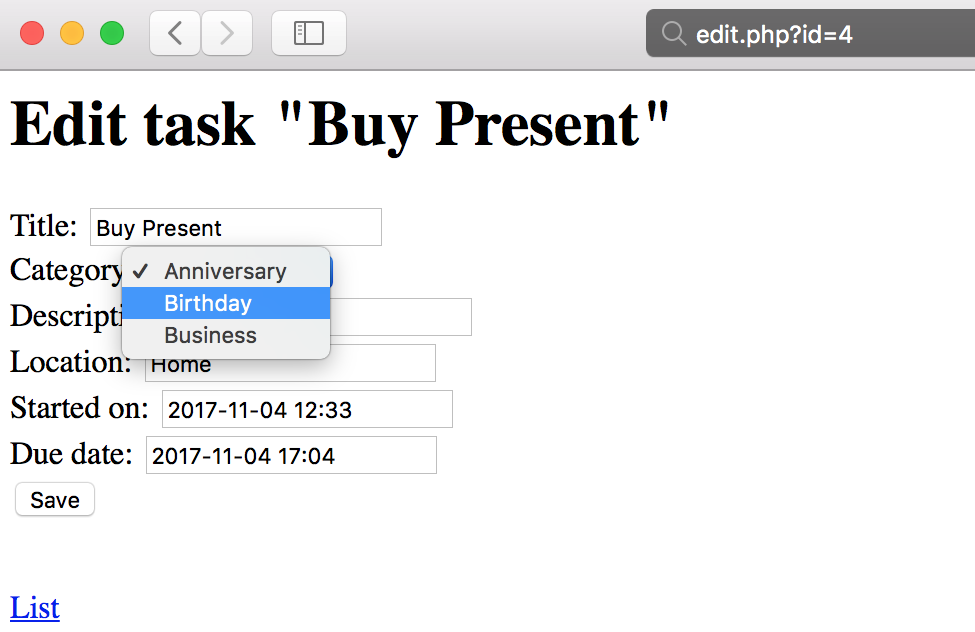 edit.php?id=4
Edit task "Buy Present"
Title: Buy Present
Category ✓ Anniversary
Birthday
Business
Descripti
Location: Home
Started on: 2017-11-04 12:33
Due date: 2017-11-04 17:04
Save
List